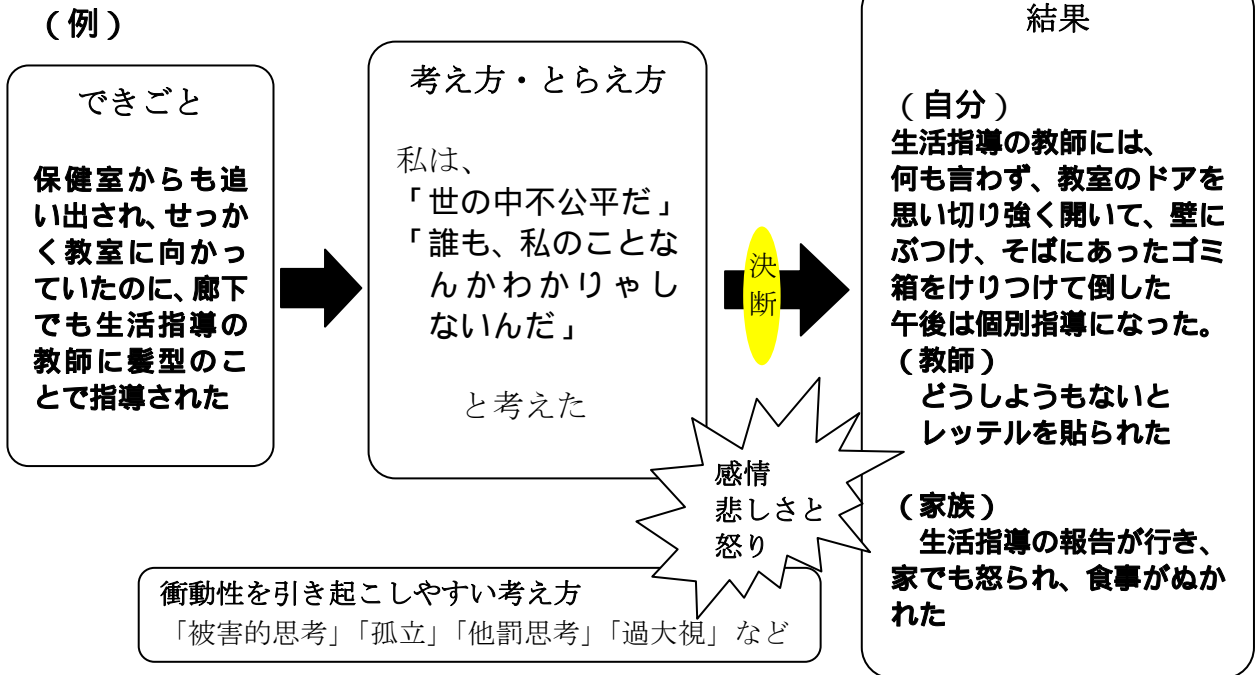 (例)
できごと
保健室からも追
い出され、せっか
く教室に向かっ
ていたのに、廊下
でも生活指導の
教師に髪型のこ
とで指導された
考え方・とらえ方
私は、
「世の中不公平だ」
「誰も、私のことな
んかわかりゃし
ないんだ」
と考えた
決
断
感情
悲しさと
怒り
結果
(自分)
生活指導の教師には、
何も言わず、教室のドアを
思い切り強く開いて、壁に
ぶつけ、そばにあったゴミ
箱をけりつけて倒した
午後は個別指導になった。
(教師)
どうしようもないと
レッテルを貼られた
(家族)
生活指導の報告が行き、
家でも怒られ、食事がぬか
れた
衝動性を引き起こしやすい考え方
「被害的思考」「孤立」「他罰思考」「過大視」など